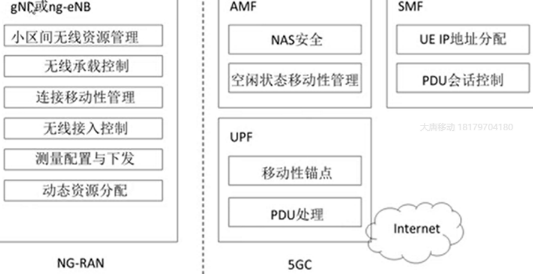 gNB或ng-eNB
小区间无线资源管理
无线承载控制
连接移动性管理
无线接入控制
测量配置与下发
动态资源分配
NG-RAN
AMF
NAS安全
空闲状态移动性管理
SMF
UE IP地址分配
PDU会话控制
UPF
移动性锚点
PDU处理
Internet
5GC
18179704180